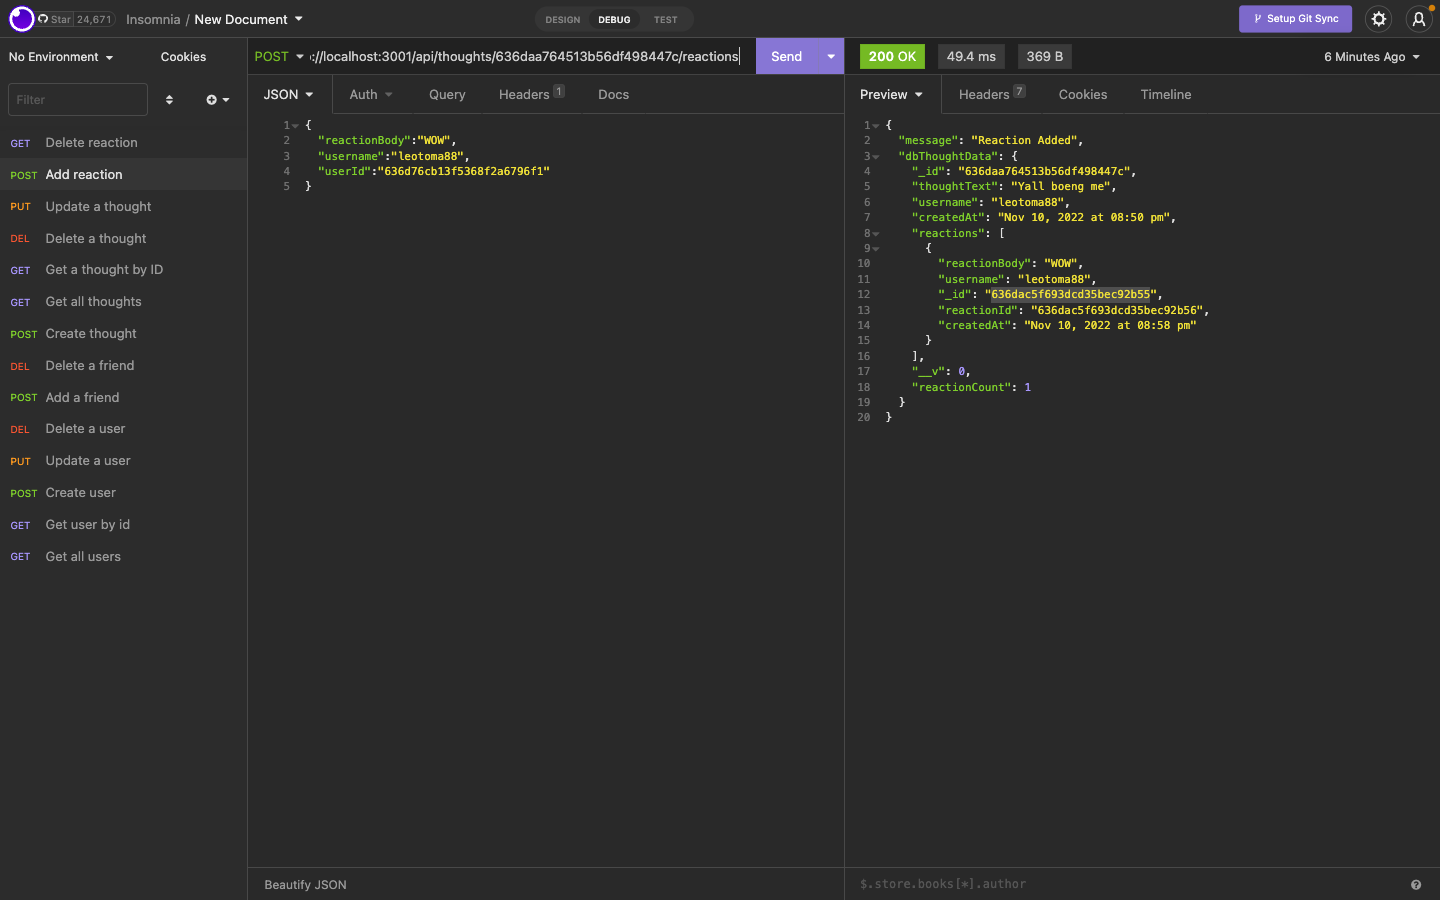 Star 24,671
Insomnia / New Document
DESIGN DEBUG TEST
Setup Git Sync
No Environment
Cookies
POST ://localhost:3001/api/thoughts/636daa764513b56df498447c/reactions
Send
200 OK
49.4 ms
369 B
6 Minutes Ago
Filter
JSON
Auth
Query
Headers 1
Docs
Preview
Headers 7
Cookies
Timeline
GET Delete reaction
POST Add reaction
PUT Update a thought
DEL Delete a thought
GET Get a thought by ID
GET Get all thoughts
POST Create thought
DEL Delete a friend
POST Add a friend
DEL Delete a user
PUT Update a user
POST Create user
GET Get user by id
GET Get all users
1 {
2 "reactionBody":"WOW",
3 "username":"leotoma88",
4 "userId":"636d76cb13f5368f2a6796f1"
5 }
1 {
2 "message": "Reaction Added",
3 "dbThoughtData": {
4 "_id": "636daa764513b56df498447c",
5 "thoughtText": "Yall boeng me",
6 "username": "leotoma88",
7 "createdAt": "Nov 10, 2022 at 08:50 pm",
8 "reactions": [
9 {
10 "reactionBody": "WOW",
11 "username": "leotoma88",
12 "_id": "636dac5f693dcd35bec92b55",
13 "reactionId": "636dac5f693dcd35bec92b56",
14 "createdAt": "Nov 10, 2022 at 08:58 pm"
15 }
16 ],
17 "__v": 0,
18 "reactionCount": 1
19 }
20 }
Beautify JSON
$.store.books[*].author